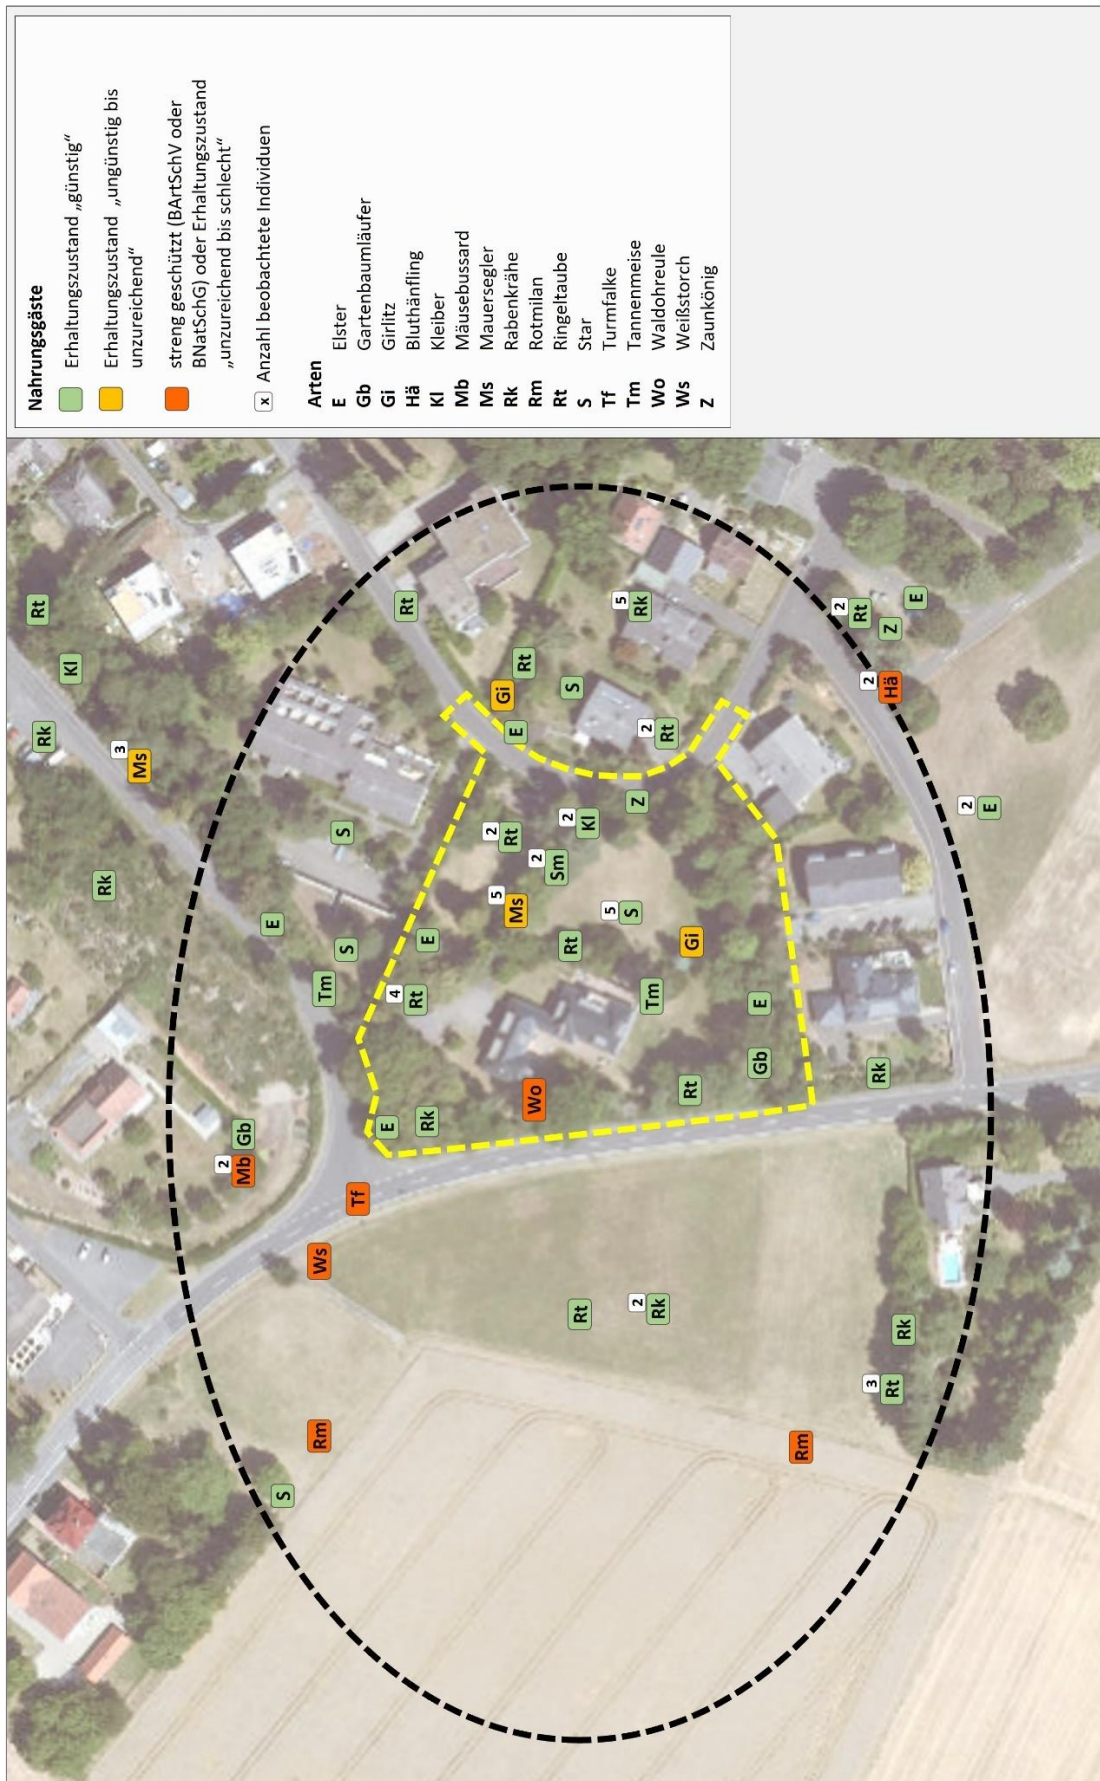 Nahrungsgäste
Erhaltungszustand „günstig“
Erhaltungszustand „ungünstig bis
unzureichend“
streng geschützt (BArtSchV oder
BNatSchG) oder Erhaltungszustand
„unzureichend bis schlecht“
x Anzahl beobachtete Individuen
Arten
E Elster
Gb Gartenbaumläufer
Gi Girlitz
Hä Bluthänfling
Kl Kleiber
Mb Mäusebussard
Ms Mauersegler
Rk Rabenkrähe
Rm Rotmilan
Rt Ringeltaube
S Star
Tf Turmfalke
Tm Tannenmeise
Wo Waldohreule
Ws Weißstorch
Z Zaunkönig
Rt
Rk
Kl
Rk
3
Ms
2
Mb
Gb
E
S
Rm
Ws
Tm
S
S
Tf
E
4
Rt
Rt
Rk
E
Gi
2
Rt
5
Ms
E
Rt
Wo
2
Sm
Rt
S
Rt
2
Kl
5
S
Z
5
Rk
Tm
2
Rk
2
Rt
Rt
Gi
Gb
E
Rm
2
Rt
Rk
3
Rt
2
Hä
Z
Rk
E
2
E